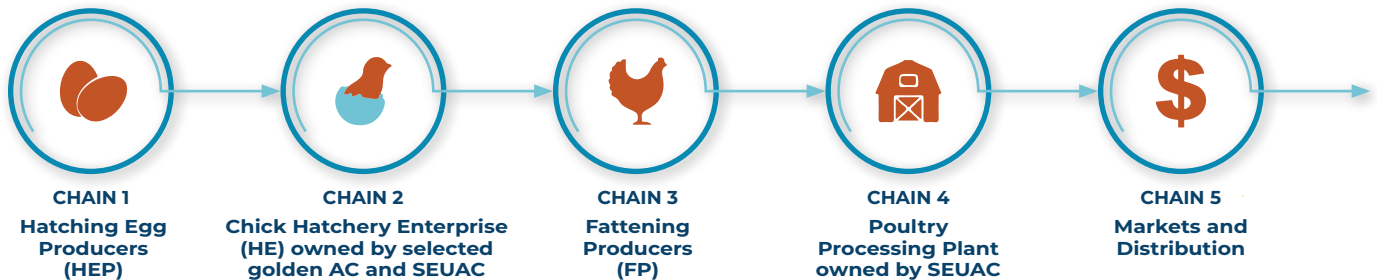 CHAIN 1
Hatching Egg
Producers
(HEP)
CHAIN 2
Chick Hatchery Enterprise
(HE) owned by selected
golden AC and SEUAC
CHAIN 3
Fattening
Producers
(FP)
CHAIN 4
Poultry
Processing Plant
owned by SEUAC
$
CHAIN 5
Markets and
Distribution